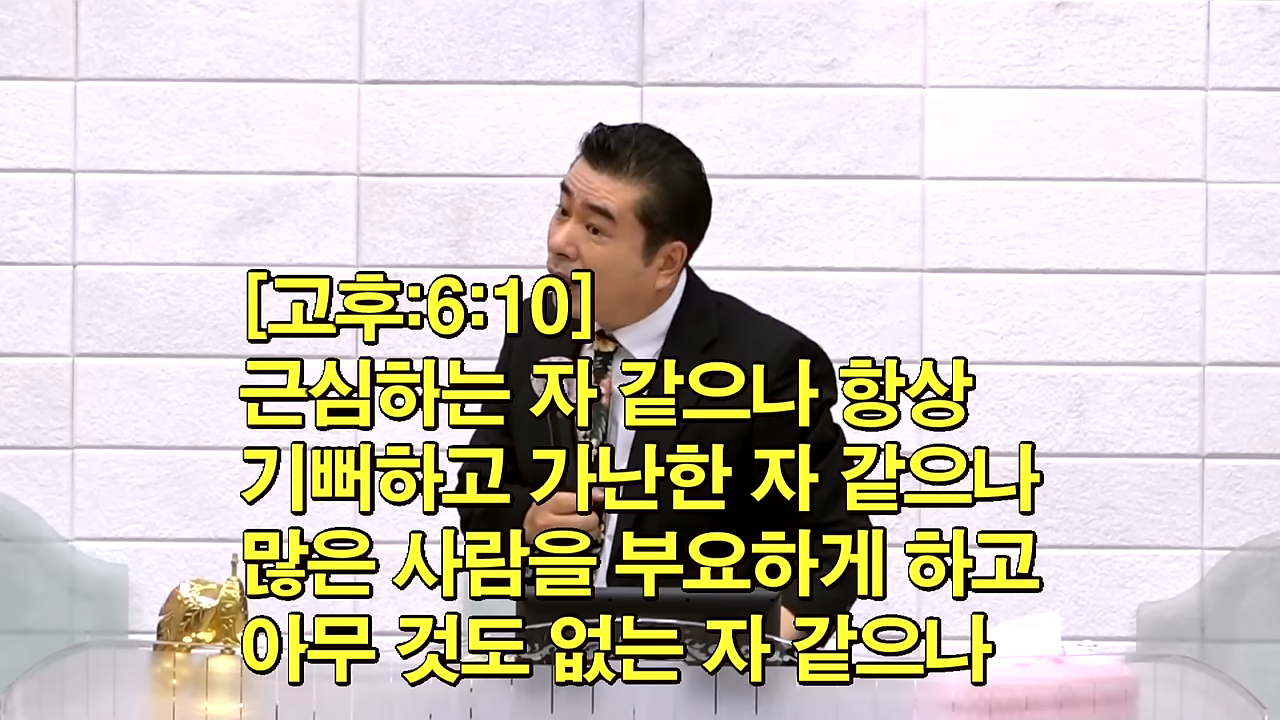 [고후:6:10]
근심하는 자 같으나 항상
기뻐하고 가난한 자 같으나
많은 사람을 부요하게 하고
아무 것도 없는 자 같으나